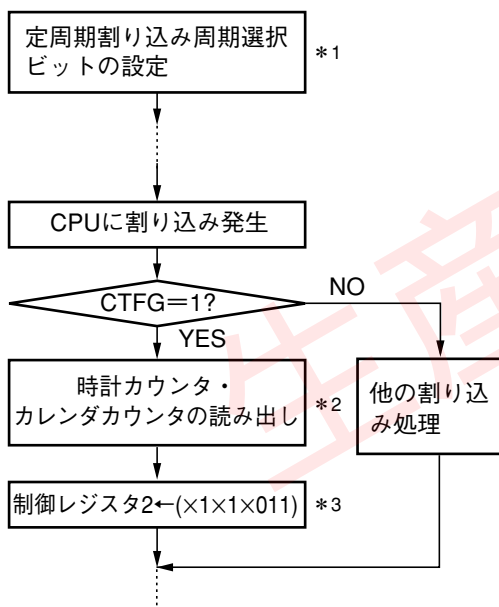 定周期割り込み周期選択
ビットの設定
*1
CPUに割り込み発生
CTFG=1?
NO
YES
時計カウンタ・
カレンダカウンタの読み出し
*2
他の割り込
み処理
制御レジスタ2←(×1×1×011)
*3
生産